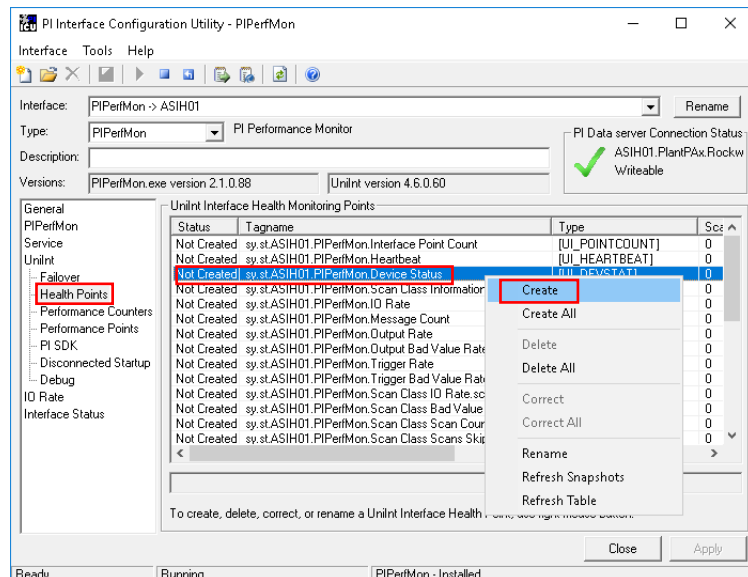 PI Interface Configuration Utility - PIPerfMon
Interface Tools Help
Interface: PIPerfMon -> ASIH01 Rename
Type: PIPerfMon PI Performance Monitor
PI Data server Connection Status
ASIH01.PlantPAx.Rockw
Writeable
Description:
Versions: PIPerfMon.exe version 2.1.0.88 UniInt version 4.6.0.60
General
PIPerfMon
Service
UniInt
Failover
Health Points
Performance Counters
Performance Points
PI SDK
Disconnected Startup
Debug
IO Rate
Interface Status
UniInt Interface Health Monitoring Points
Status Tagname Type Sca
Not Created sy.st.ASIH01.PIPerfMon.Interface Point Count [UI_POINTCOUNT] 0
Not Created sy.st.ASIH01.PIPerfMon.Heartbeat [UI_HEARTBEAT] 0
Not Created sy.st.ASIH01.PIPerfMon.Device Status [UI_DEVSTAT] 0
Not Created sy.st.ASIH01.PIPerfMon.Scan Class Information 0
Not Created sy.st.ASIH01.PIPerfMon.IO Rate 0
Not Created sy.st.ASIH01.PIPerfMon.Message Count 0
Not Created sy.st.ASIH01.PIPerfMon.Output Rate 0
Not Created sy.st.ASIH01.PIPerfMon.Output Bad Value Rate 0
Not Created sy.st.ASIH01.PIPerfMon.Trigger Rate 0
Not Created sy.st.ASIH01.PIPerfMon.Trigger Bad Value Rate 0
Not Created sy.st.ASIH01.PIPerfMon.Scan Class IO Rate.sc 0
Not Created sy.st.ASIH01.PIPerfMon.Scan Class Bad Value 0
Not Created sy.st.ASIH01.PIPerfMon.Scan Class Scan Coun 0
Not Created sy.st.ASIH01.PIPerfMon.Scan Class Scans Skip 0
Create
Create All
Delete
Delete All
Correct
Correct All
Rename
Refresh Snapshots
Refresh Table
To create, delete, correct, or rename a UniInt Interface Health Point, use right mouse button.
Close Apply
Ready Running PIPerfMon - Installed